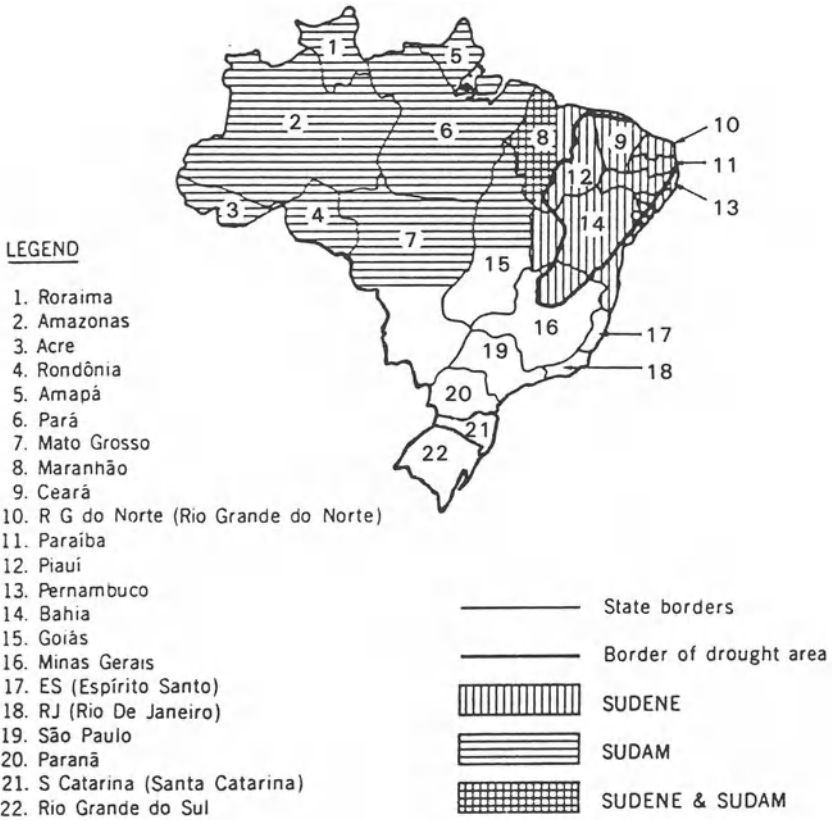 1
5
2
6
8
9
10
11
12
13
3
4
14
7
15
16
17
19
18
20
21
22
LEGEND
1. Roraima
2. Amazonas
3. Acre
4. Rondônia
5. Amapá
6. Pará
7. Mato Grosso
8. Maranhão
9. Ceará
10. R G do Norte (Rio Grande do Norte)
11. Paraíba
12. Piauí
13. Pernambuco
14. Bahia
15. Goiás
16. Minas Gerais
17. ES (Espírito Santo)
18. RJ (Rio De Janeiro)
19. São Paulo
20. Paranã
21. S Catarina (Santa Catarina)
22. Rio Grande do Sul
State borders
Border of drought area
SUDENE
SUDAM
SUDENE & SUDAM